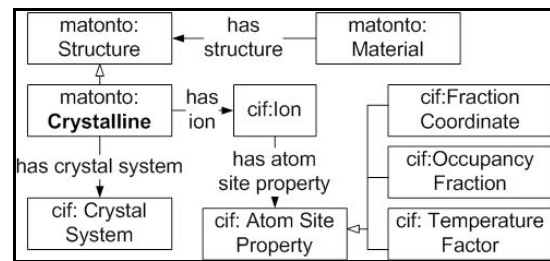 matonto:
Structure
has
structure
matonto:
Material
matonto:
Crystalline
has
ion
cif:Ion
cif:Fraction
Coordinate
has crystal system
has atom
site property
cif:Occupancy
Fraction
cif: Crystal
System
cif: Atom Site
Property
cif: Temperature
Factor